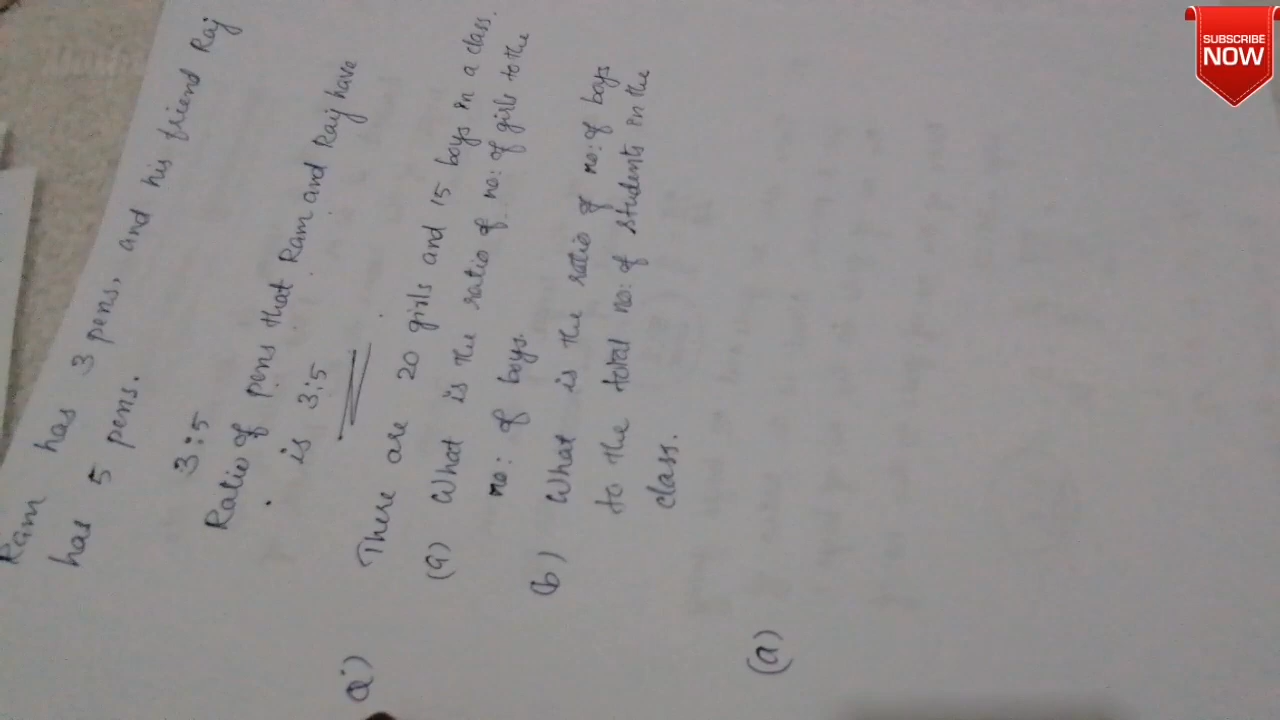 Ram has 3 pens, and his friend Raj
has 5 pens.
3:5
Ratio of pens that Ram and Raj have
is 3:5
Q) There are 20 girls and 15 boys in a class.
(a) What is the ratio of no: of girls to the
no: of boys.
(b) What is the ratio of no: of boys
to the total no: of students in the
class.
(a)
SUBSCRIBE
NOW